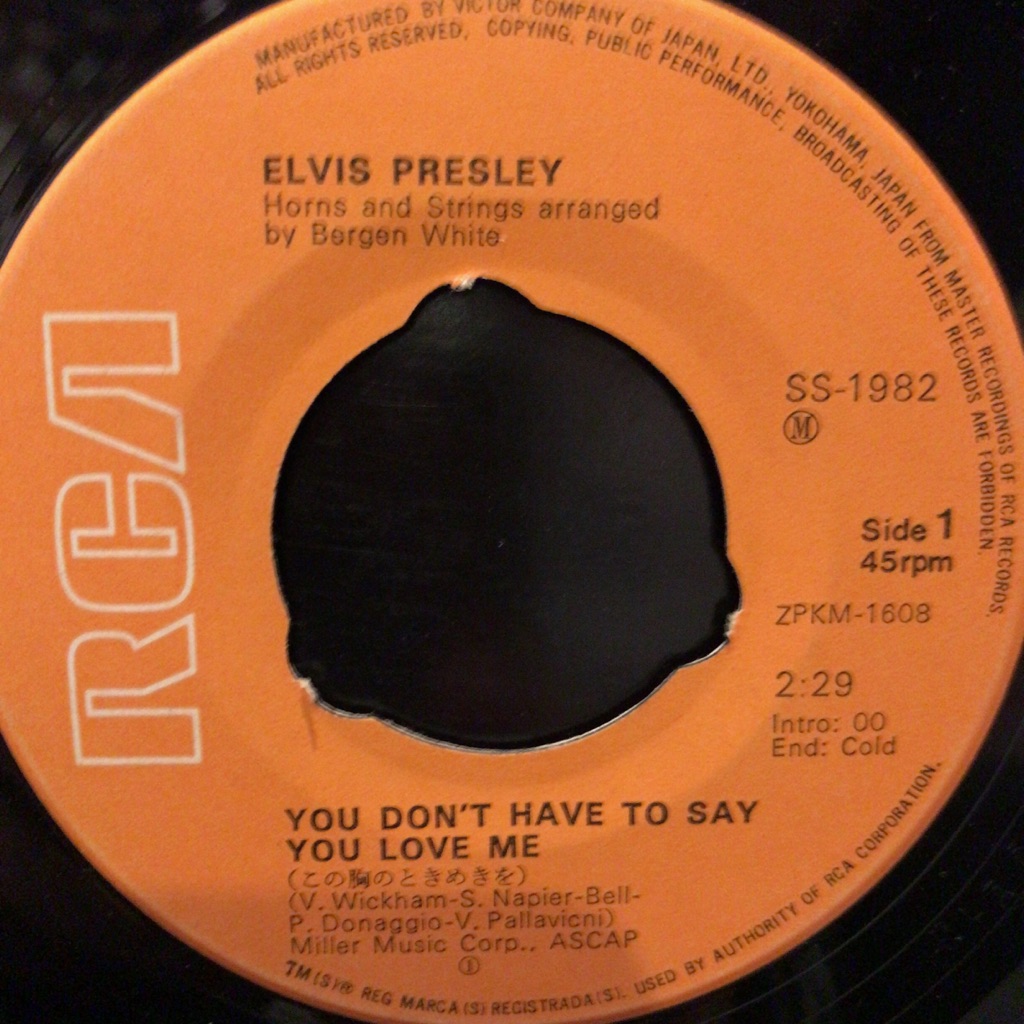 MANUFACTURED BY VICTOR COMPANY OF JAPAN, LTD., YOKOHAMA, JAPAN FROM MASTER RECORDINGS OF RCA RECORDS.
ALL RIGHTS RESERVED, COPYING, PUBLIC PERFORMANCE, BROADCASTING OF THESE RECORDS ARE FORBIDDEN.
ELVIS PRESLEY
Horns and Strings arranged
by Bergen White
RCA
SS-1982
Ⓜ
Side 1
45rpm
ZPKM-1608
2:29
Intro: 00
End: Cold
YOU DON'T HAVE TO SAY
YOU LOVE ME
(この胸のときめきを)
(V. Wickham-S. Napier-Bell-
P. Donaggio-V. Pallavicni)
Miller Music Corp., ASCAP
①
TM(S)® REG MARCA(S) REGISTRADA(S). USED BY AUTHORITY OF RCA CORPORATION.